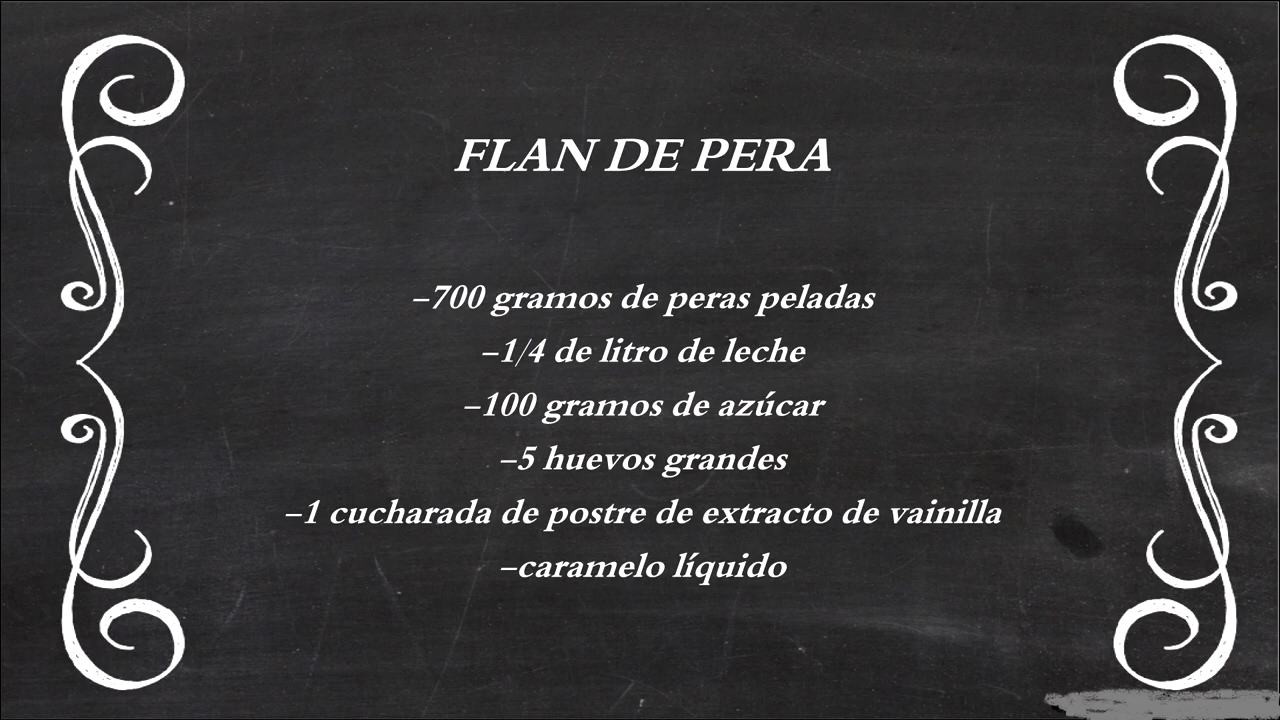 FLAN DE PERA
–700 gramos de peras peladas
–1/4 de litro de leche
–100 gramos de azúcar
–5 huevos grandes
–1 cucharada de postre de extracto de vainilla
–caramelo líquido